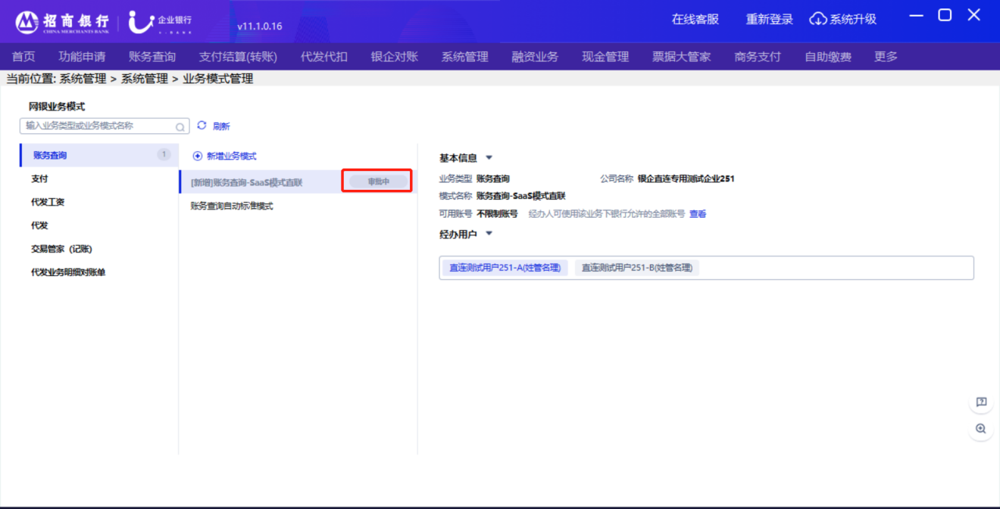 招商银行
CHINA MERCHANTS BANK
企业银行
U-BANK
v11.1.0.16
在线客服 重新登录 系统升级
首页 功能申请 账务查询 支付结算(转账) 代发代扣 银企对账 系统管理 融资业务 现金管理 票据大管家 商务支付 自助缴费 更多
当前位置: 系统管理 > 系统管理 > 业务模式管理
网银业务模式
输入业务类型或业务模式名称 刷新
账务查询 1
支付
代发工资
代发
交易管家（记账）
代发业务明细对账单
新增业务模式
[新增]账务查询-SaaS模式直联 审批中
账务查询自动标准模式
基本信息
业务类型 账务查询 公司名称 银企直连专用测试企业251
模式名称 账务查询-SaaS模式直联
可用账号 不限制账号 经办人可使用该业务下银行允许的全部账号 查看
经办用户
直连测试用户251-A(姓管名理) 直连测试用户251-B(姓管名理)